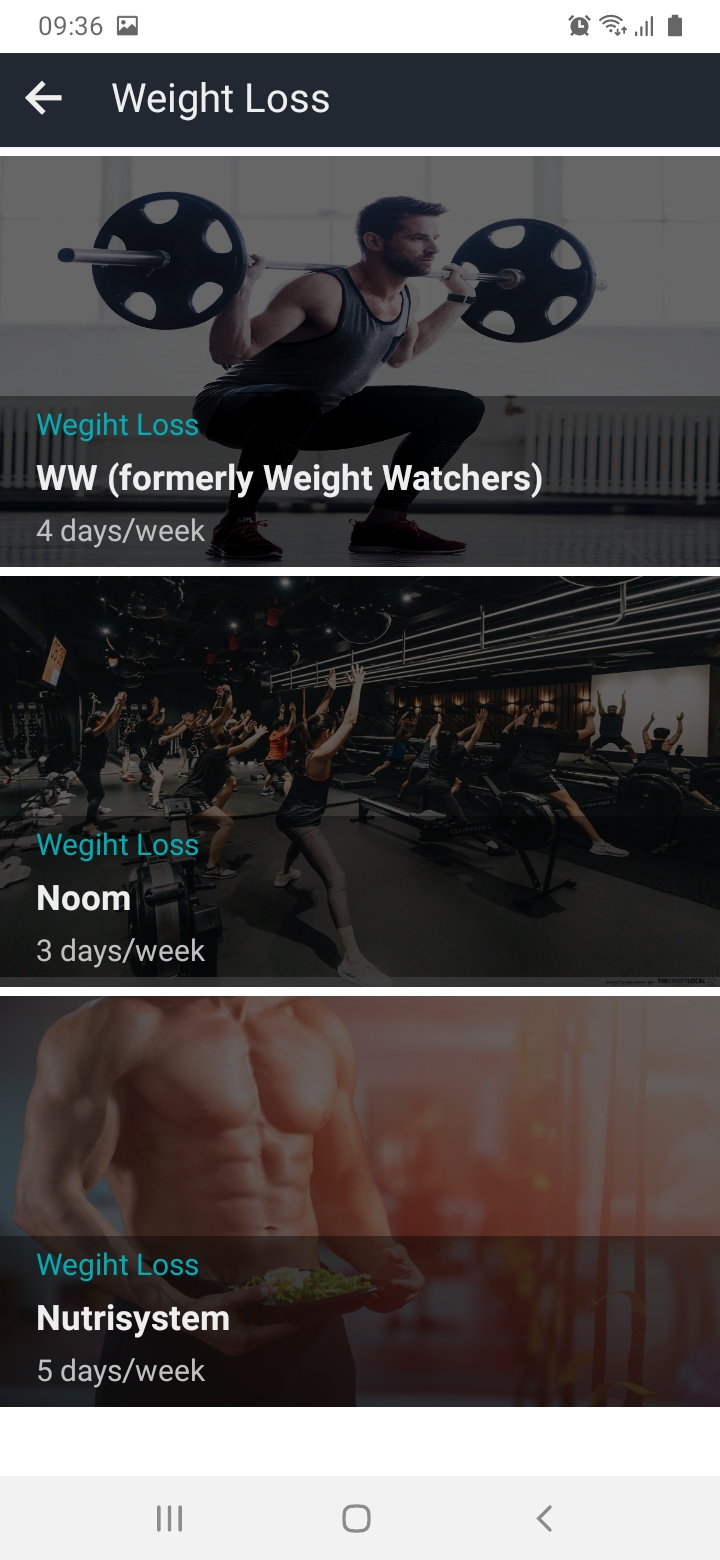 09:36
Weight Loss
Wegiht Loss
WW (formerly Weight Watchers)
4 days/week
Wegiht Loss
Noom
3 days/week
Wegiht Loss
Nutrisystem
5 days/week